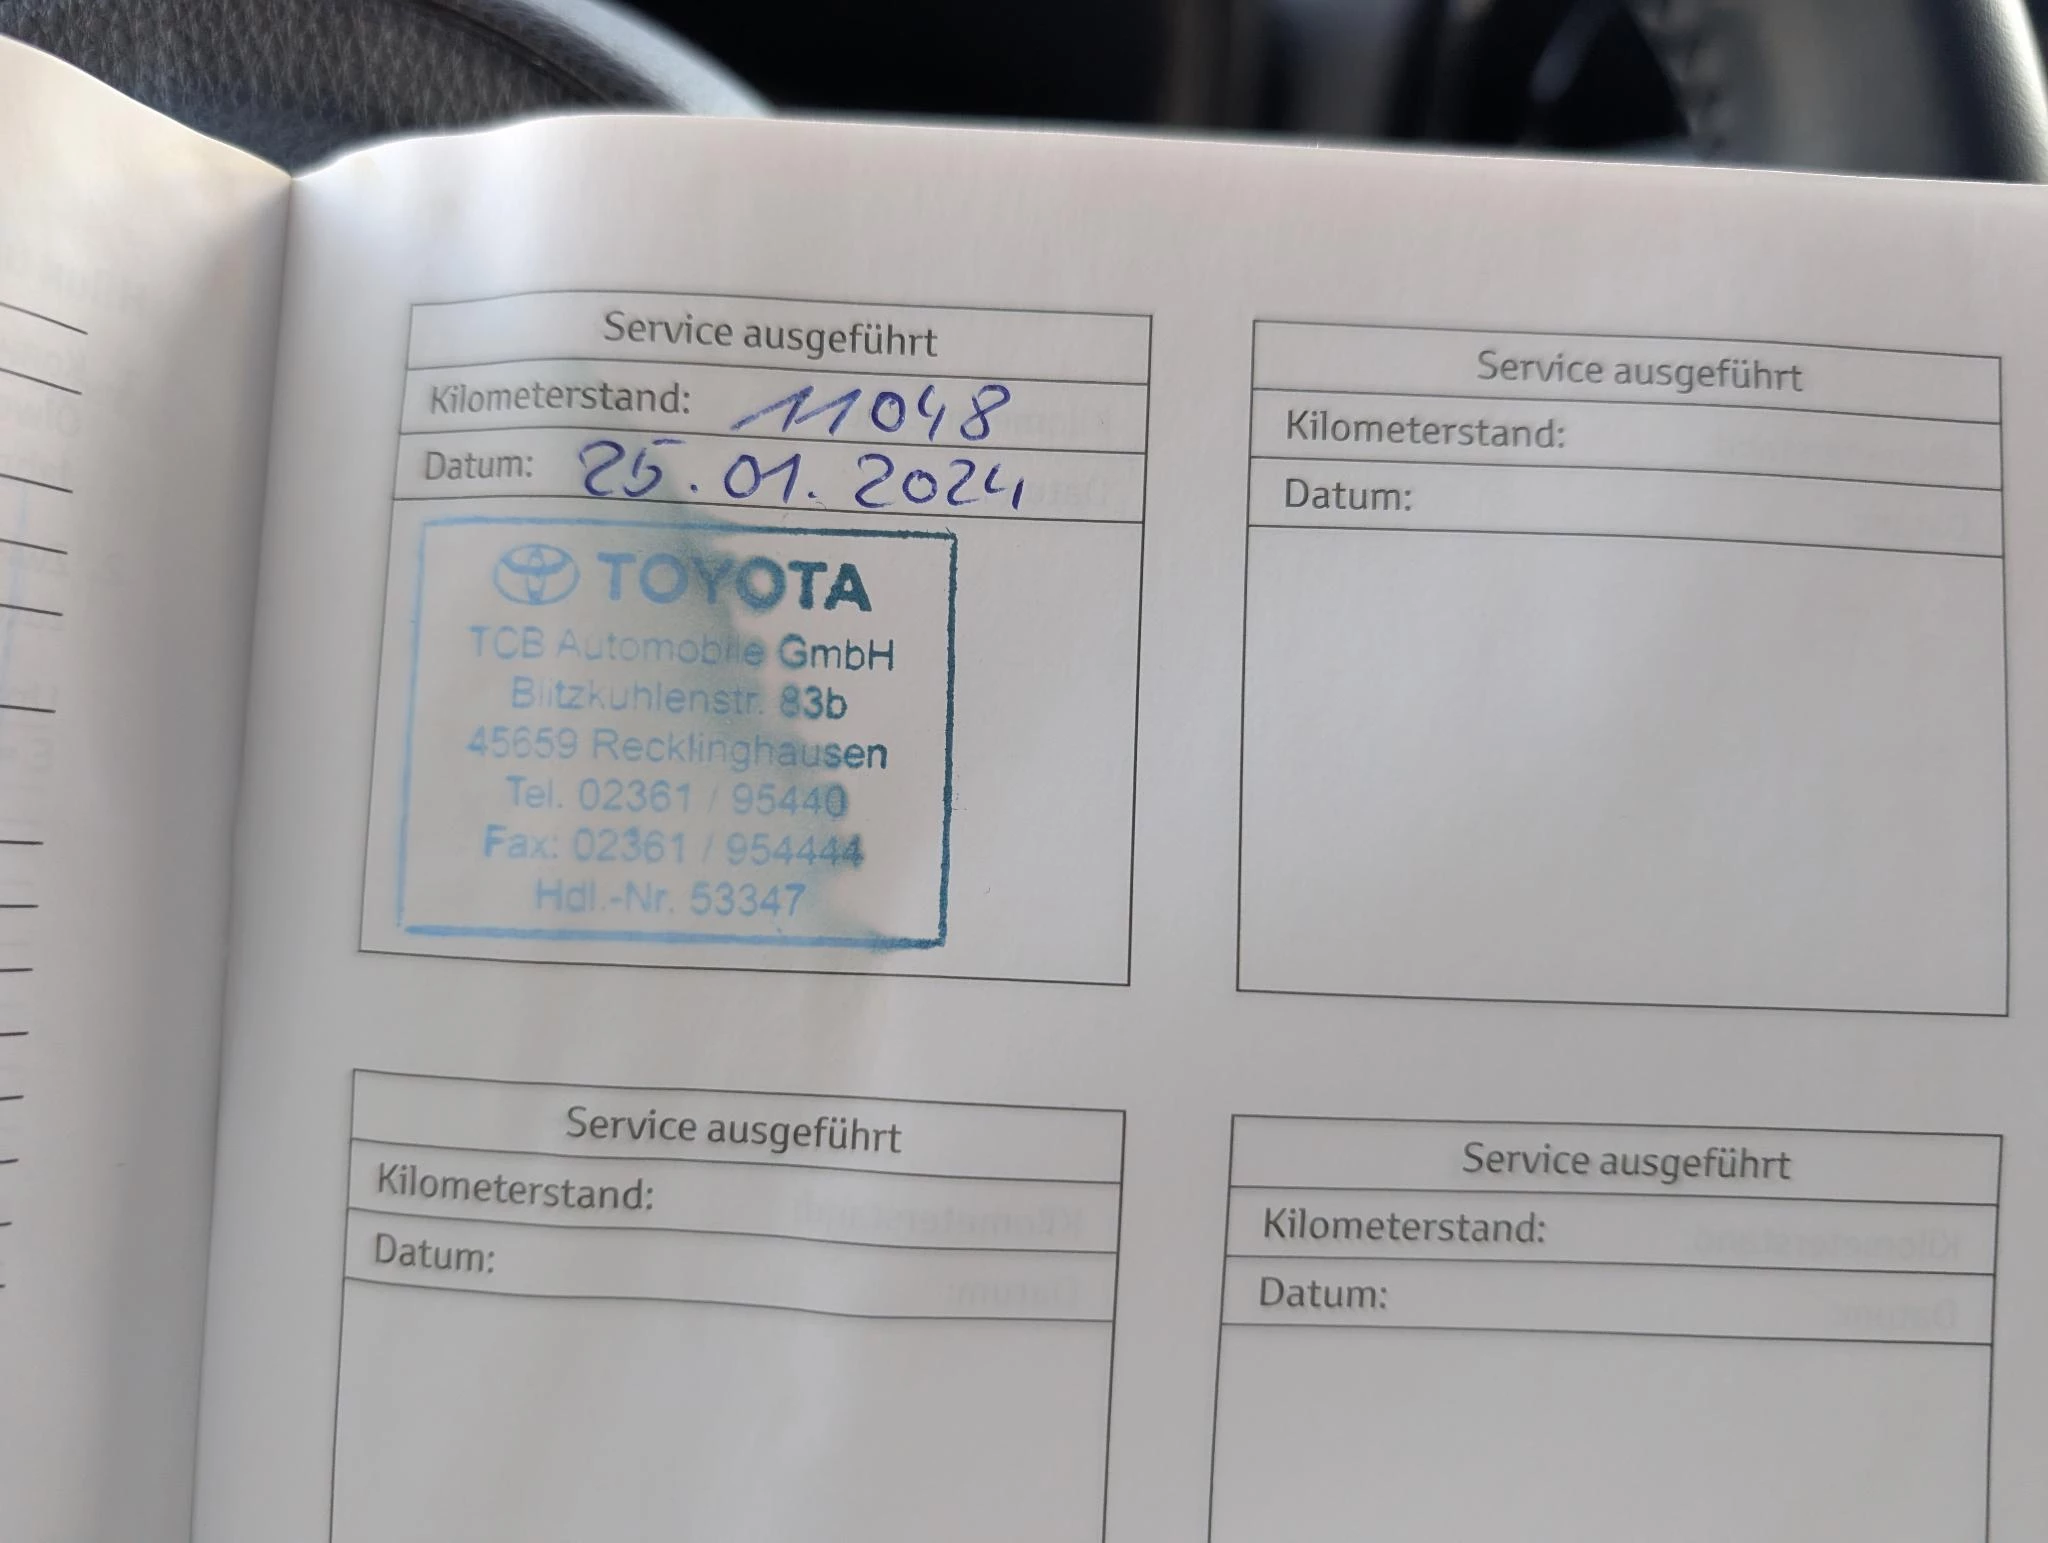 Service ausgeführt
Kilometerstand: 11048
Datum: 25.01.2024
TOYOTA
TCB Automobile GmbH
Blitzkuhlenstr. 83b
45659 Recklinghausen
Tel. 02361 / 95440
Fax: 02361 / 954444
Hdl.-Nr. 53347
Service ausgeführt
Kilometerstand:
Datum:
Service ausgeführt
Kilometerstand:
Datum:
Service ausgeführt
Kilometerstand:
Datum: